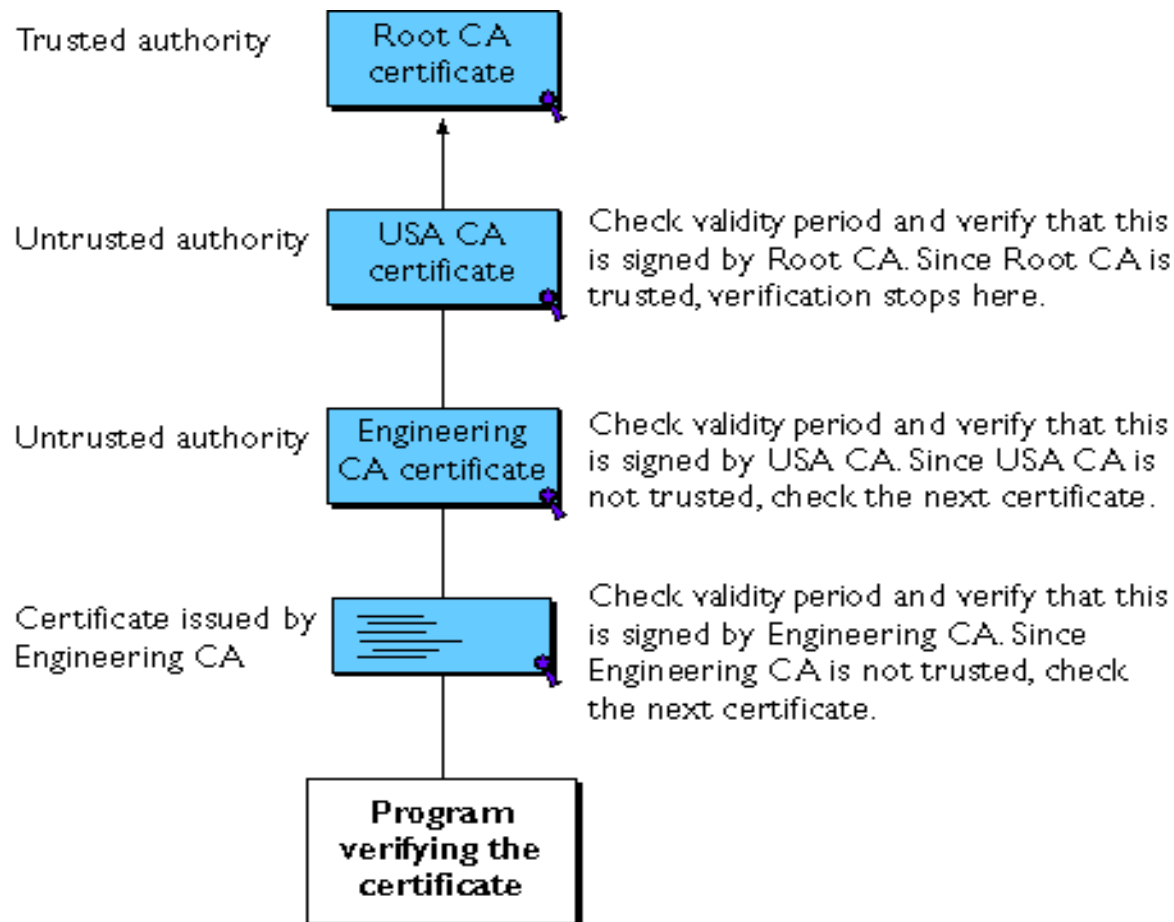 Trusted authority
Root CA
certificate
Untrusted authority
USA CA
certificate
Check validity period and verify that this
is signed by Root CA. Since Root CA is
trusted, verification stops here.
Untrusted authority
Engineering
CA certificate
Check validity period and verify that this
is signed by USA CA. Since USA CA is
not trusted, check the next certificate.
Certificate issued by
Engineering CA
Check validity period and verify that this
is signed by Engineering CA. Since
Engineering CA is not trusted, check
the next certificate.
Program
verifying the
certificate